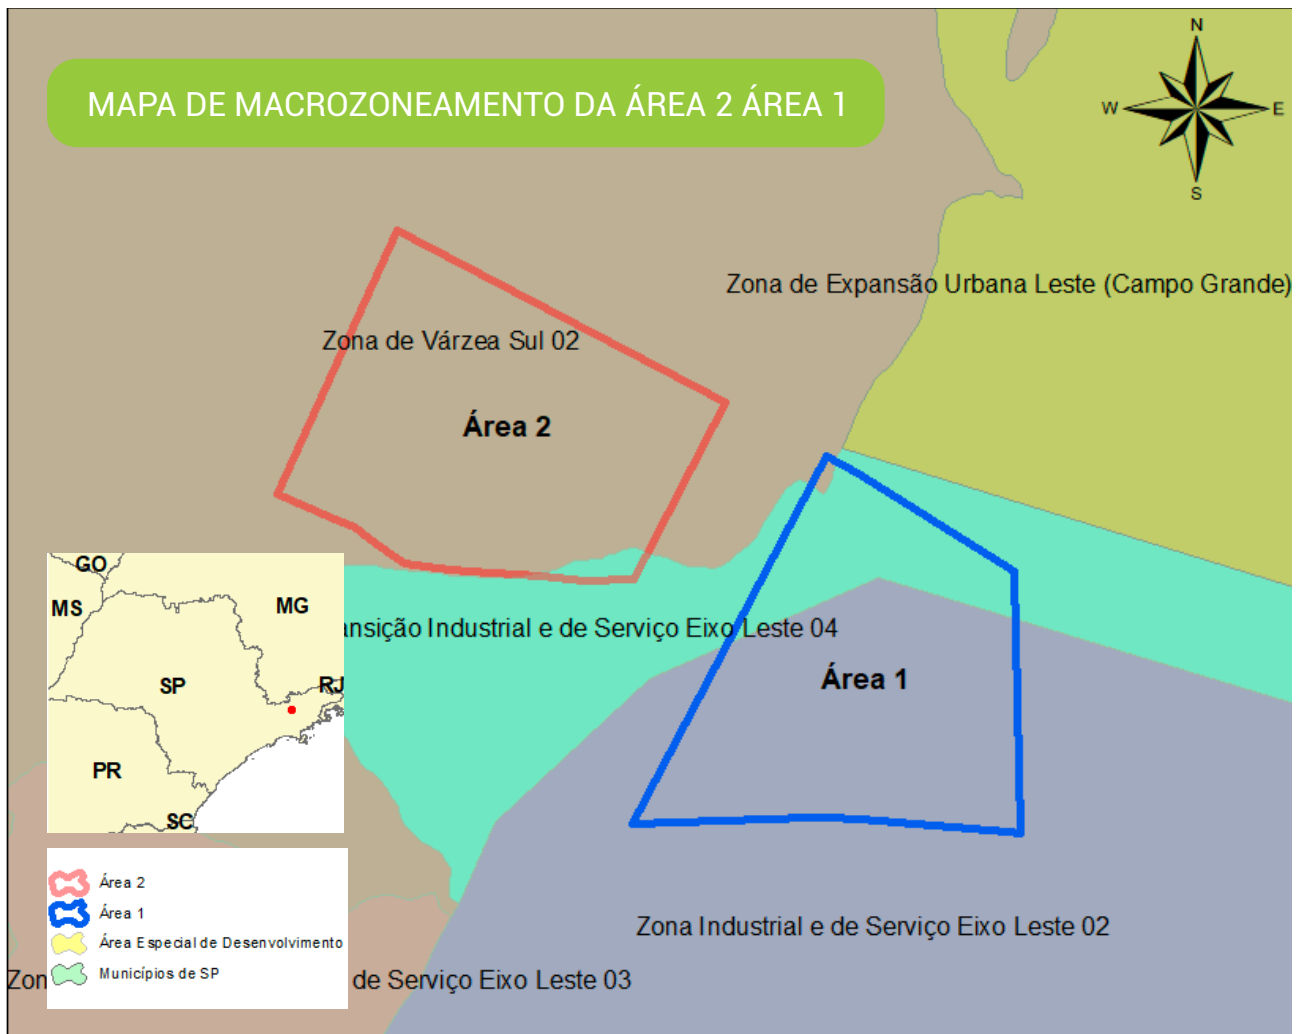 MAPA DE MACROZONEAMENTO DA ÁREA 2 ÁREA 1
N
W
E
S
Zona de Expansão Urbana Leste (Campo Grande)
Zona de Várzea Sul 02
Área 2
GO
MS
MG
SP
RJ
PR
SC
ansição Industrial e de Serviço Eixo Leste 04
Área 1
Área 2
Área 1
Área Especial de Desenvolvimento
Municípios de SP
Zona Industrial e de Serviço Eixo Leste 02
Zon de Serviço Eixo Leste 03